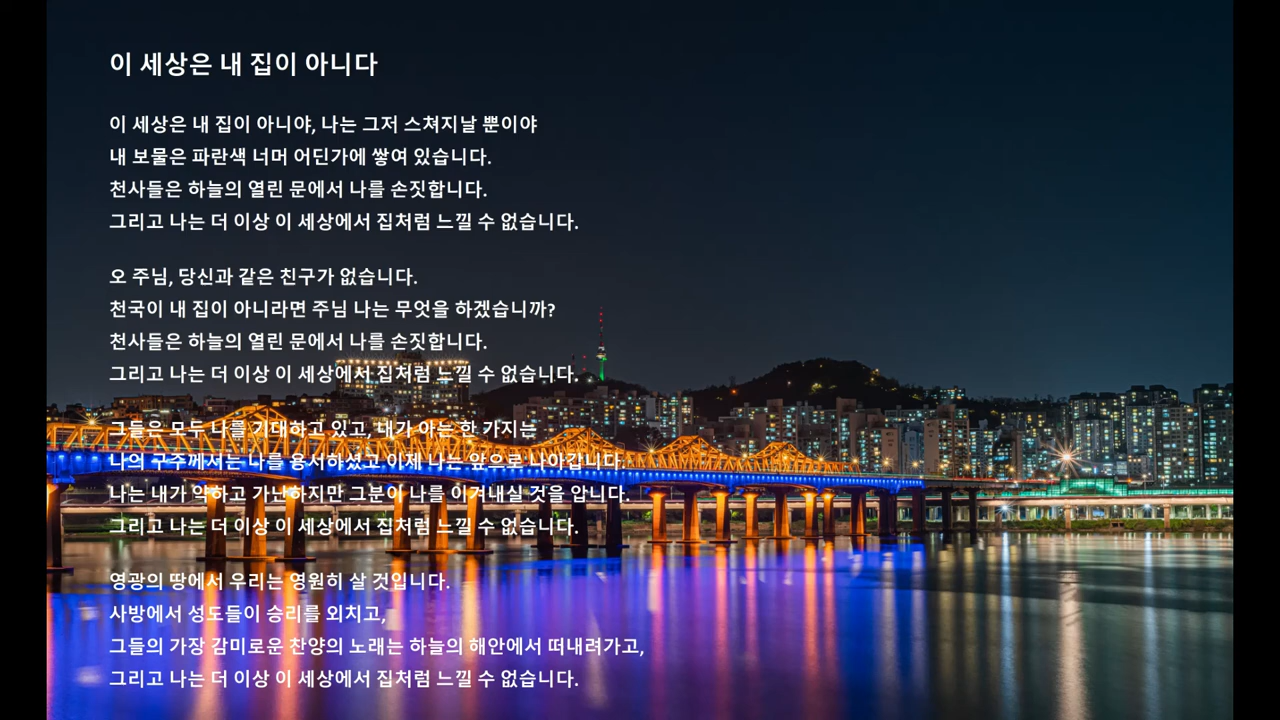 이 세상은 내 집이 아니다
이 세상은 내 집이 아니야, 나는 그저 스쳐지날 뿐이야
내 보물은 파란색 너머 어딘가에 쌓여 있습니다.
천사들은 하늘의 열린 문에서 나를 손짓합니다.
그리고 나는 더 이상 이 세상에서 집처럼 느낄 수 없습니다.
오 주님, 당신과 같은 친구가 없습니다.
천국이 내 집이 아니라면 주님 나는 무엇을 하겠습니까?
천사들은 하늘의 열린 문에서 나를 손짓합니다.
그리고 나는 더 이상 이 세상에서 집처럼 느낄 수 없습니다.
그들은 모두 나를 기대하고 있고, 내가 아는 한 가지는
나의 구주께서는 나를 용서하셨고 이제 나는 앞으로 나아갑니다.
나는 내가 약하고 가난하지만 그분이 나를 이겨내실 것을 압니다.
그리고 나는 더 이상 이 세상에서 집처럼 느낄 수 없습니다.
영광의 땅에서 우리는 영원히 살 것입니다.
사방에서 성도들이 승리를 외치고,
그들의 가장 감미로운 찬양의 노래는 하늘의 해안에서 떠내려가고,
그리고 나는 더 이상 이 세상에서 집처럼 느낄 수 없습니다.